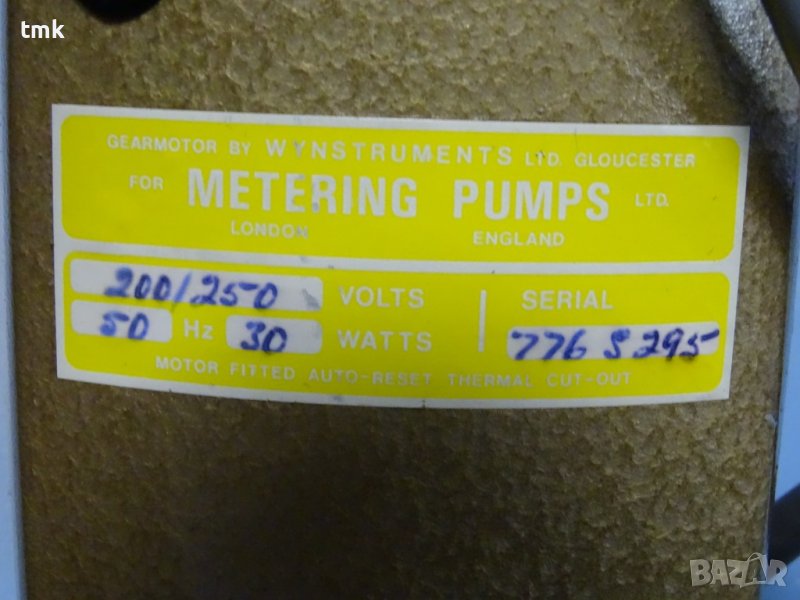 tmk
GEARMOTOR BY WYNSTRUMENTS LTD. GLOUCESTER
FOR METERING PUMPS LTD.
LONDON ENGLAND
200/250 VOLTS SERIAL
50 Hz 30 WATTS 776 S 295
MOTOR FITTED AUTO-RESET THERMAL CUT-OUT
BAZAR